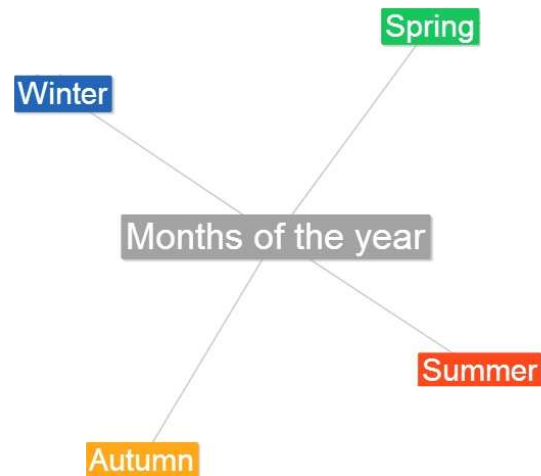 Spring
Winter
Months of the year
Summer
Autumn